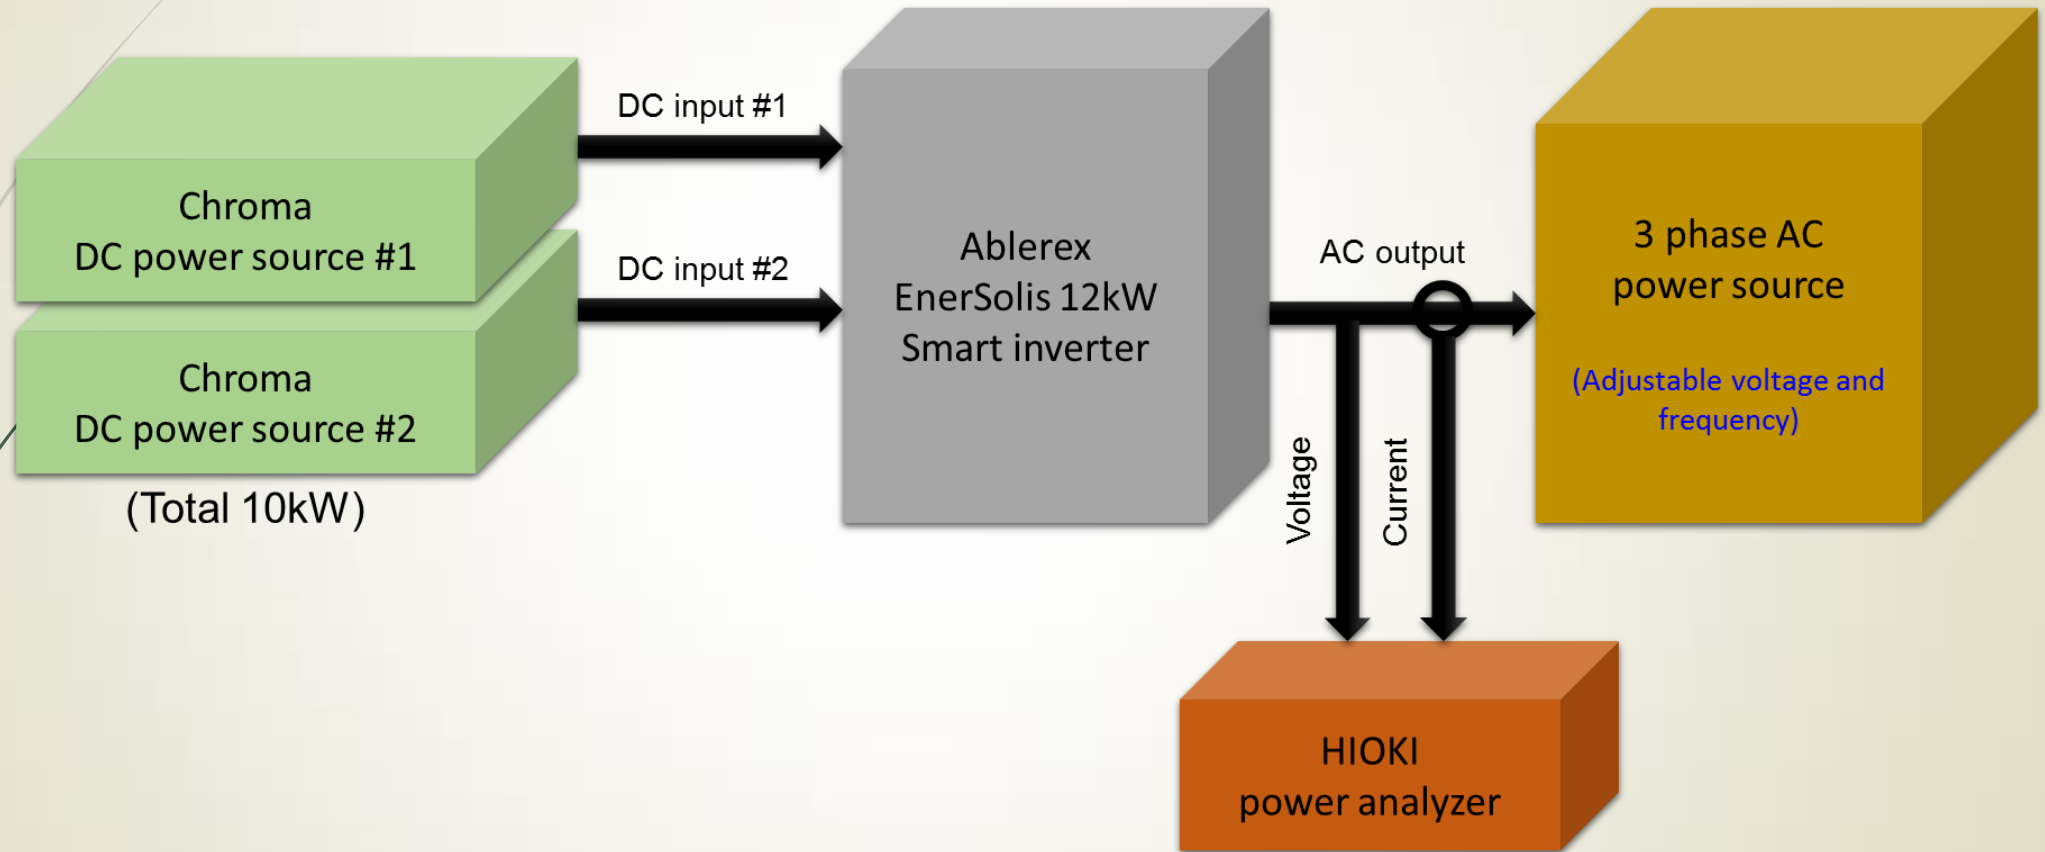 Chroma
DC power source #1
Chroma
DC power source #2
(Total 10kW)
DC input #1
DC input #2
Ablerex
EnerSolis 12kW
Smart inverter
AC output
Voltage
Current
3 phase AC
power source
(Adjustable voltage and
frequency)
HIOKI
power analyzer